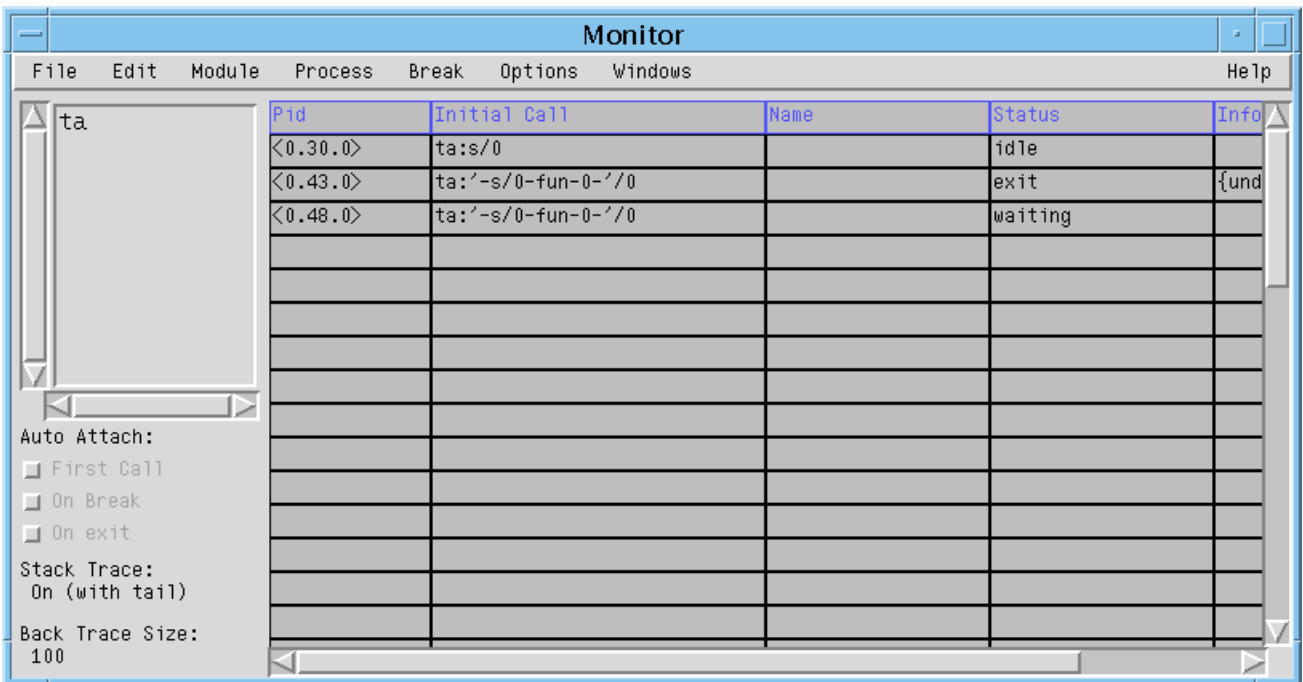 Monitor
File Edit Module Process Break Options Windows Help
ta
Pid Initial Call Name Status Info
<0.30.0> ta:s/0 idle
<0.43.0> ta:'-s/0-fun-0-'/0 exit {und
<0.48.0> ta:'-s/0-fun-0-'/0 waiting
Auto Attach:
First Call
On Break
On exit
Stack Trace:
On (with tail)
Back Trace Size:
100